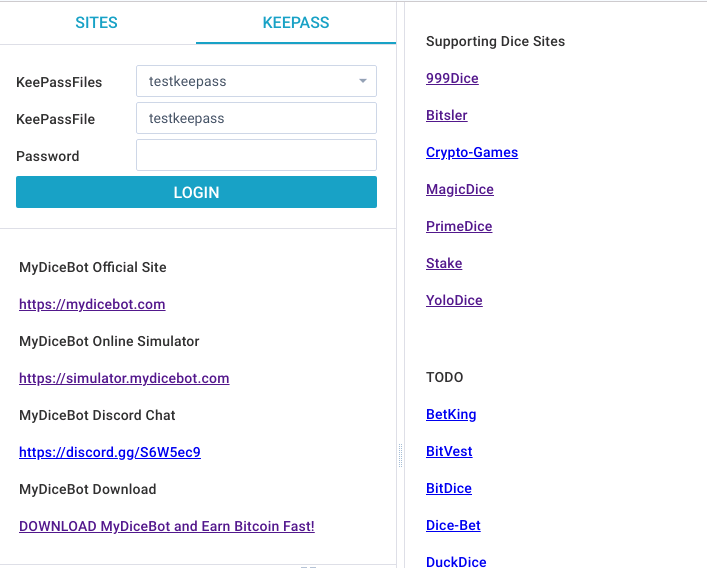 SITES
KEEPASS
KeePassFiles
testkeepass
KeePassFile
testkeepass
Password
LOGIN
MyDiceBot Official Site
https://mydicebot.com
MyDiceBot Online Simulator
https://simulator.mydicebot.com
MyDiceBot Discord Chat
https://discord.gg/S6W5ec9
MyDiceBot Download
DOWNLOAD MyDiceBot and Earn Bitcoin Fast!
Supporting Dice Sites
999Dice
Bitsler
Crypto-Games
MagicDice
PrimeDice
Stake
YoloDice
TODO
BetKing
BitVest
BitDice
Dice-Bet
DuckDice